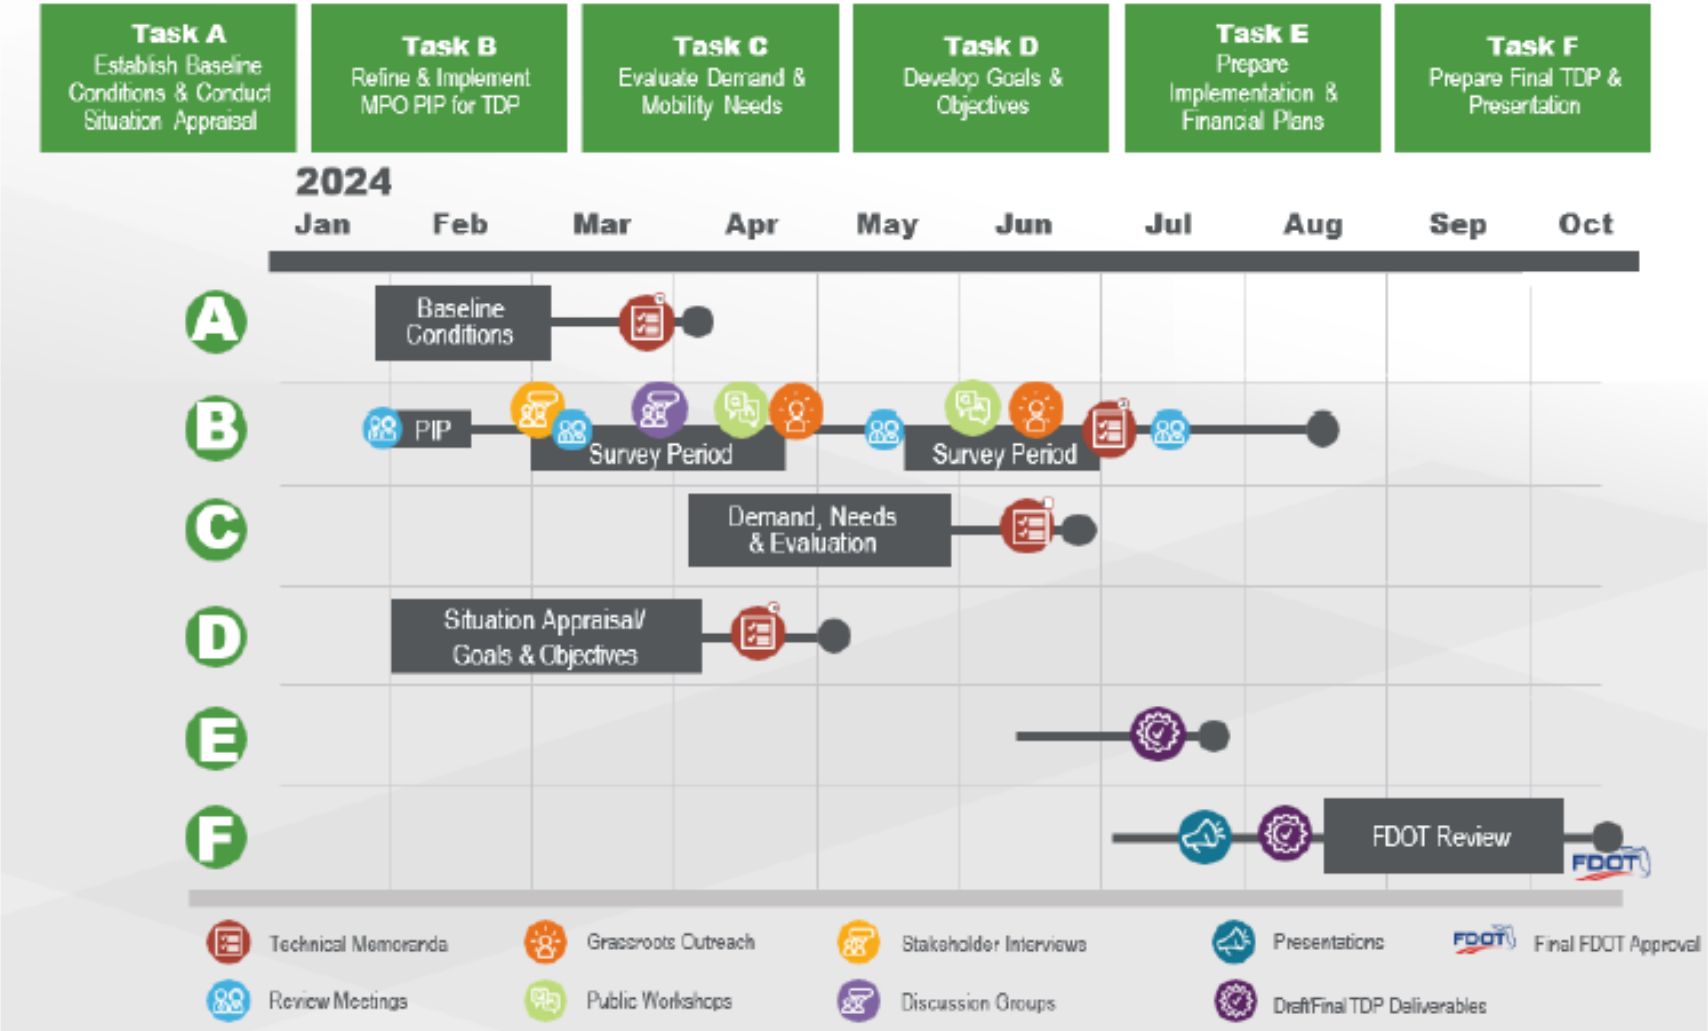 Task A
Establish Baseline
Conditions & Conduct
Situation Appraisal
Task B
Refine & Implement
MPO PIP for TDP
Task C
Evaluate Demand &
Mobility Needs
Task D
Develop Goals &
Objectives
Task E
Prepare
Implementation &
Financial Plans
Task F
Prepare Final TDP &
Presentation
2024
Jan Feb Mar Apr May Jun Jul Aug Sep Oct
A
Baseline
Conditions
B
PIP
Survey Period
Survey Period
C
Demand, Needs
& Evaluation
D
Situation Appraisal/
Goals & Objectives
E
F
FDOT Review
FDOT
Technical Memoranda
Grassroots Outreach
Stakeholder Interviews
Presentations
FDOT
Final FDOT Approval
Review Meetings
Public Workshops
Discussion Groups
Draft/Final TDP Deliverables